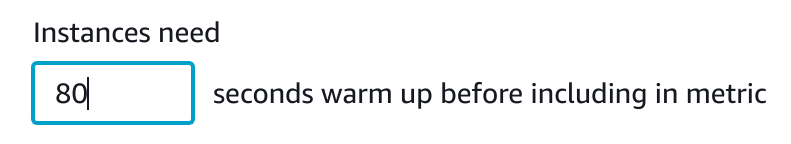 Instances need
80 seconds warm up before including in metric